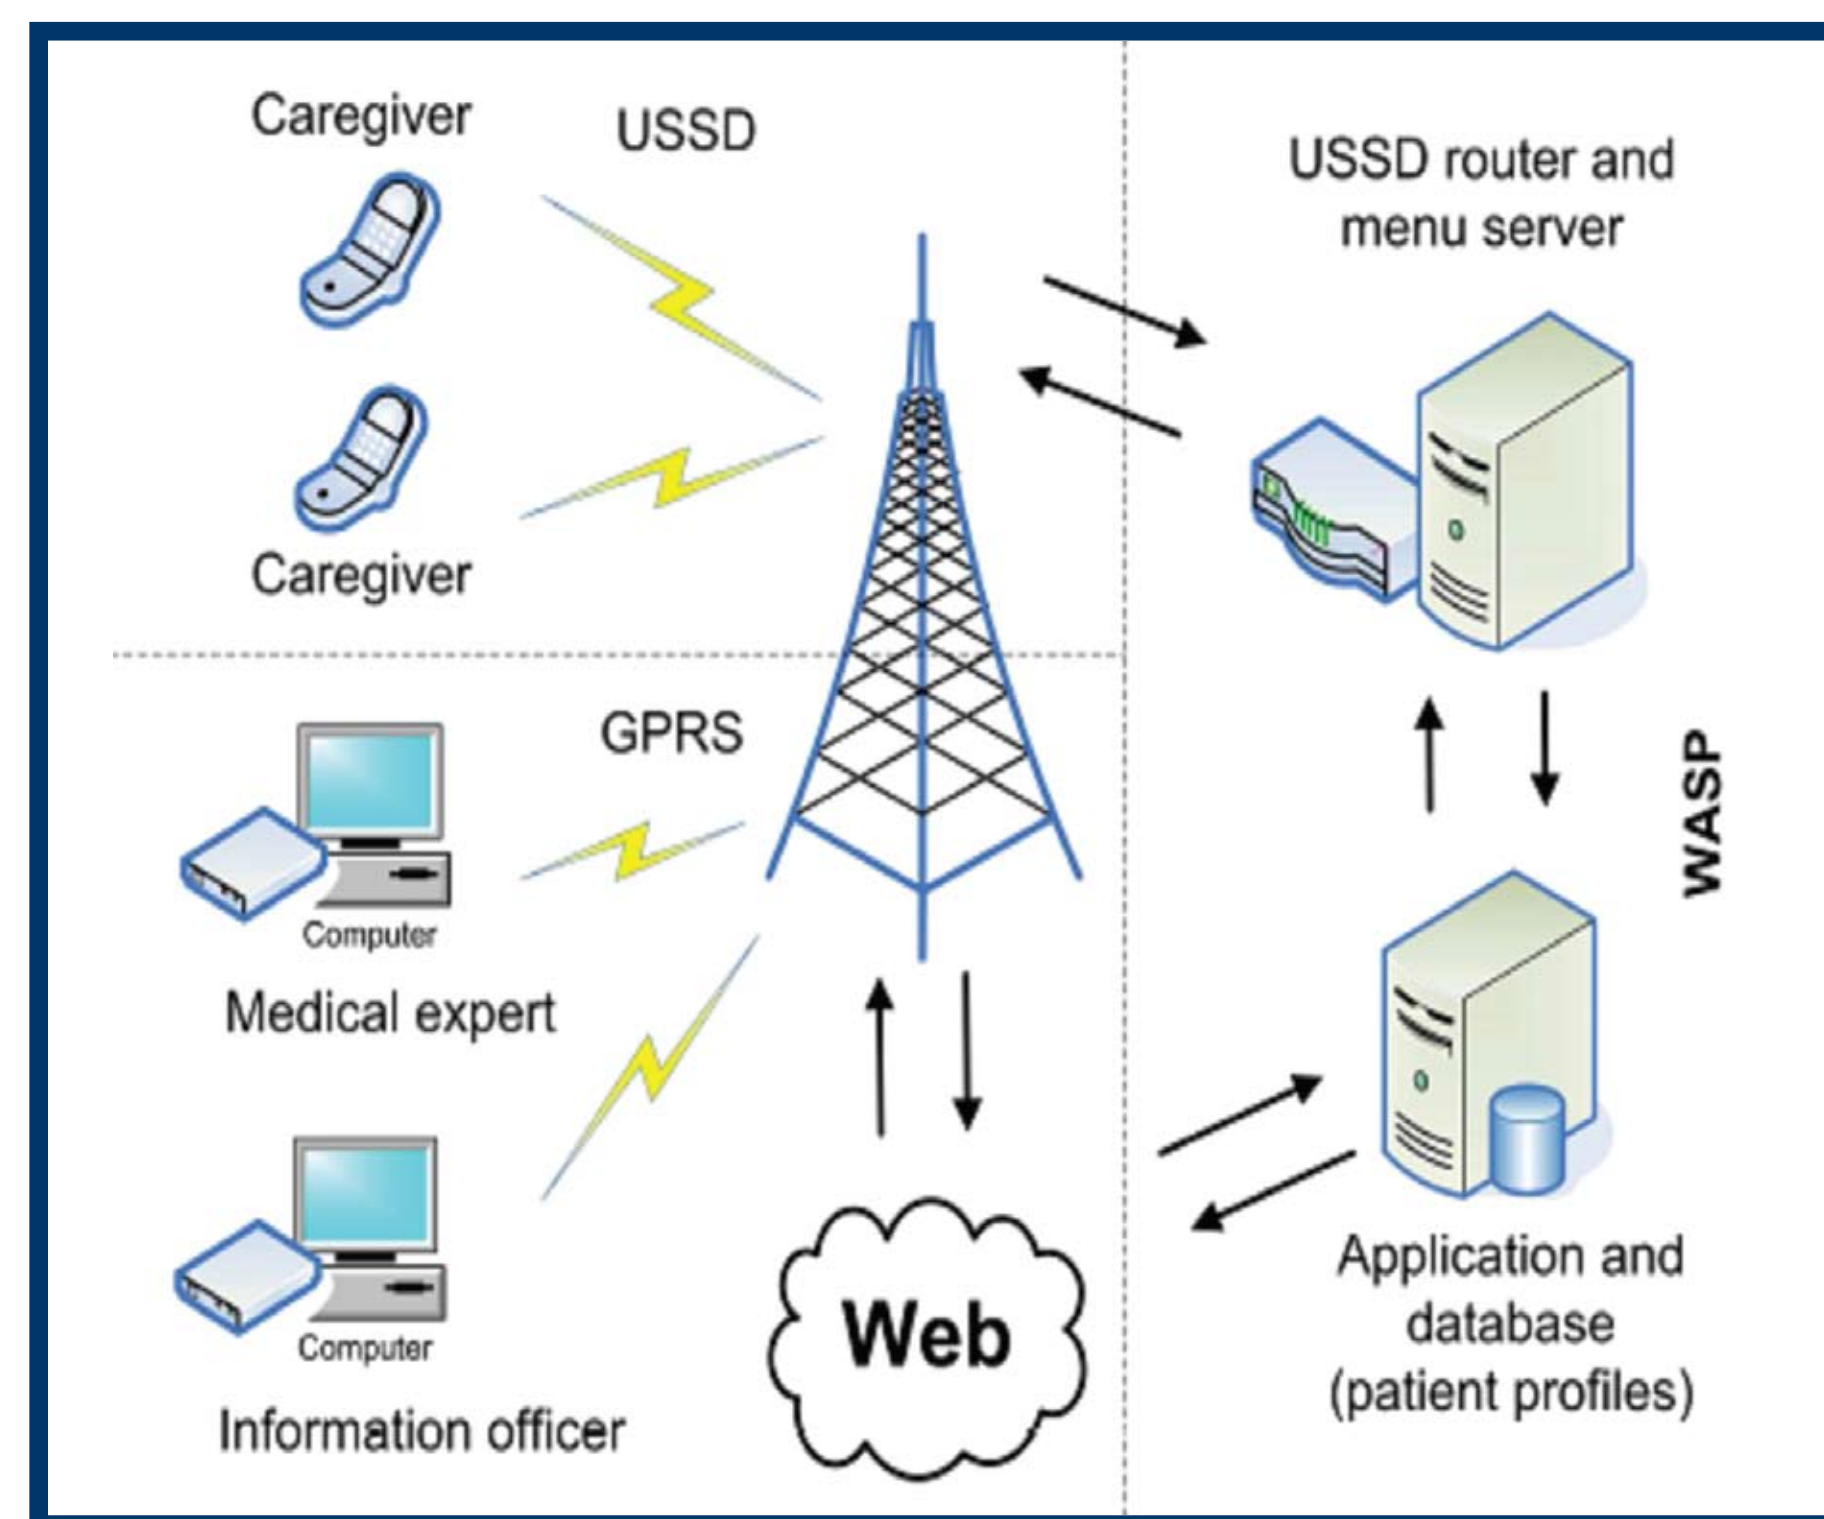 Caregiver
USSD
Caregiver
GPRS
Computer
Medical expert
Computer
Information officer
Web
USSD router and
menu server
WASP
Application and
database
(patient profiles)